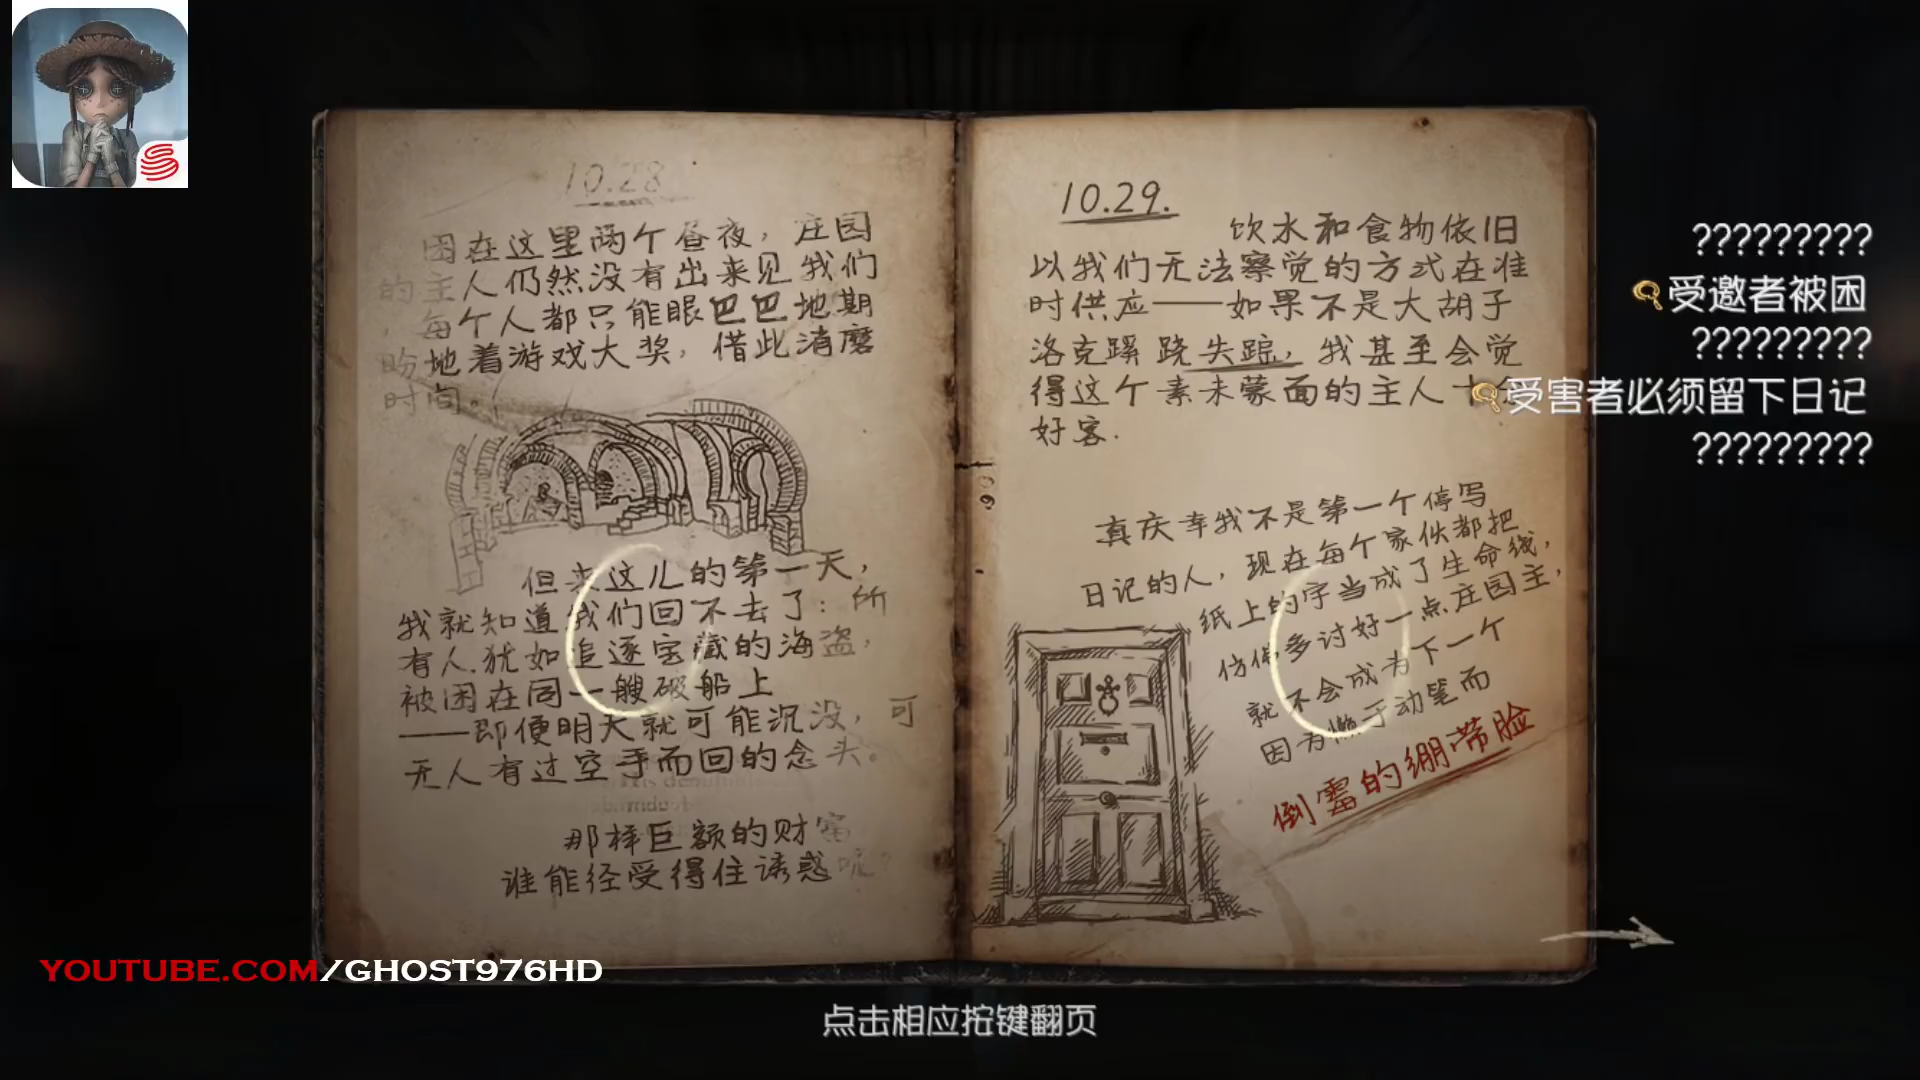 10.28
困在这里两个昼夜，庄园
的主人仍然没有出来见我们
，每个人都只能眼巴巴地期
盼地着游戏大奖，借此消磨
时间。
但来这儿的第一天，
我就知道我们回不去了：所
有人犹如追逐宝藏的海盗，
被困在同一艘破船上
——即便明天就可能沉没，可
无人有过空手而回的念头。
那样巨额的财富
谁能经受得住诱惑呢？
10.29.
饮水和食物依旧
以我们无法察觉的方式在准
时供应——如果不是大胡子
洛克蹊跷失踪，我甚至会觉
得这个素未蒙面的主人十分
好客.
真庆幸我不是第一个停写
日记的人，现在每个家伙都把
纸上的字当成了生命线，
仿佛多讨好一点庄园主，
就不会成为下一个
因为懒于动笔而
倒霉的绷带脸
?????????
受邀者被困
?????????
受害者必须留下日记
?????????
YOUTUBE.COM/GHOST976HD
点击相应按键翻页